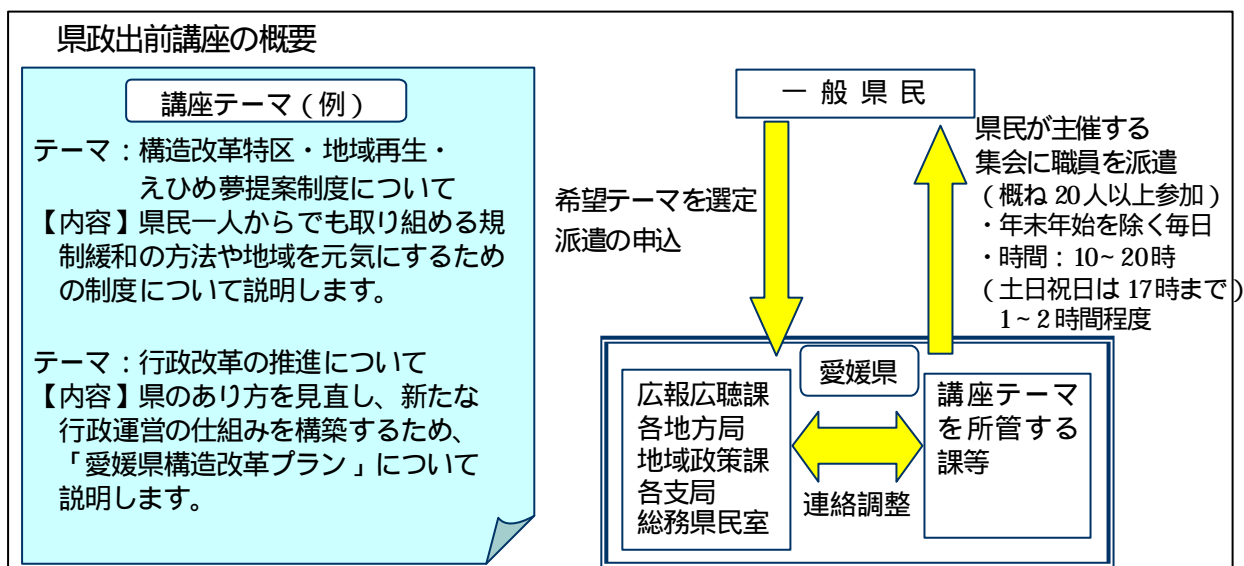 県政出前講座の概要
講座テーマ（例）
テーマ：構造改革特区・地域再生・
えひめ夢提案制度について
【内容】県民一人からでも取り組める規
制緩和の方法や地域を元気にするため
の制度について説明します。
テーマ：行政改革の推進について
【内容】県のあり方を見直し、新たな
行政運営の仕組みを構築するため、
「愛媛県構造改革プラン」について
説明します。
一般県民
希望テーマを選定
派遣の申込
県民が主催する
集会に職員を派遣
（概ね20人以上参加）
・年末年始を除く毎日
・時間：10~20時
（土日祝日は17時まで）
1~2時間程度
愛媛県
広報広聴課
各地方局
地域政策課
各支局
総務県民室
連絡調整
講座テーマ
を所管する
課等